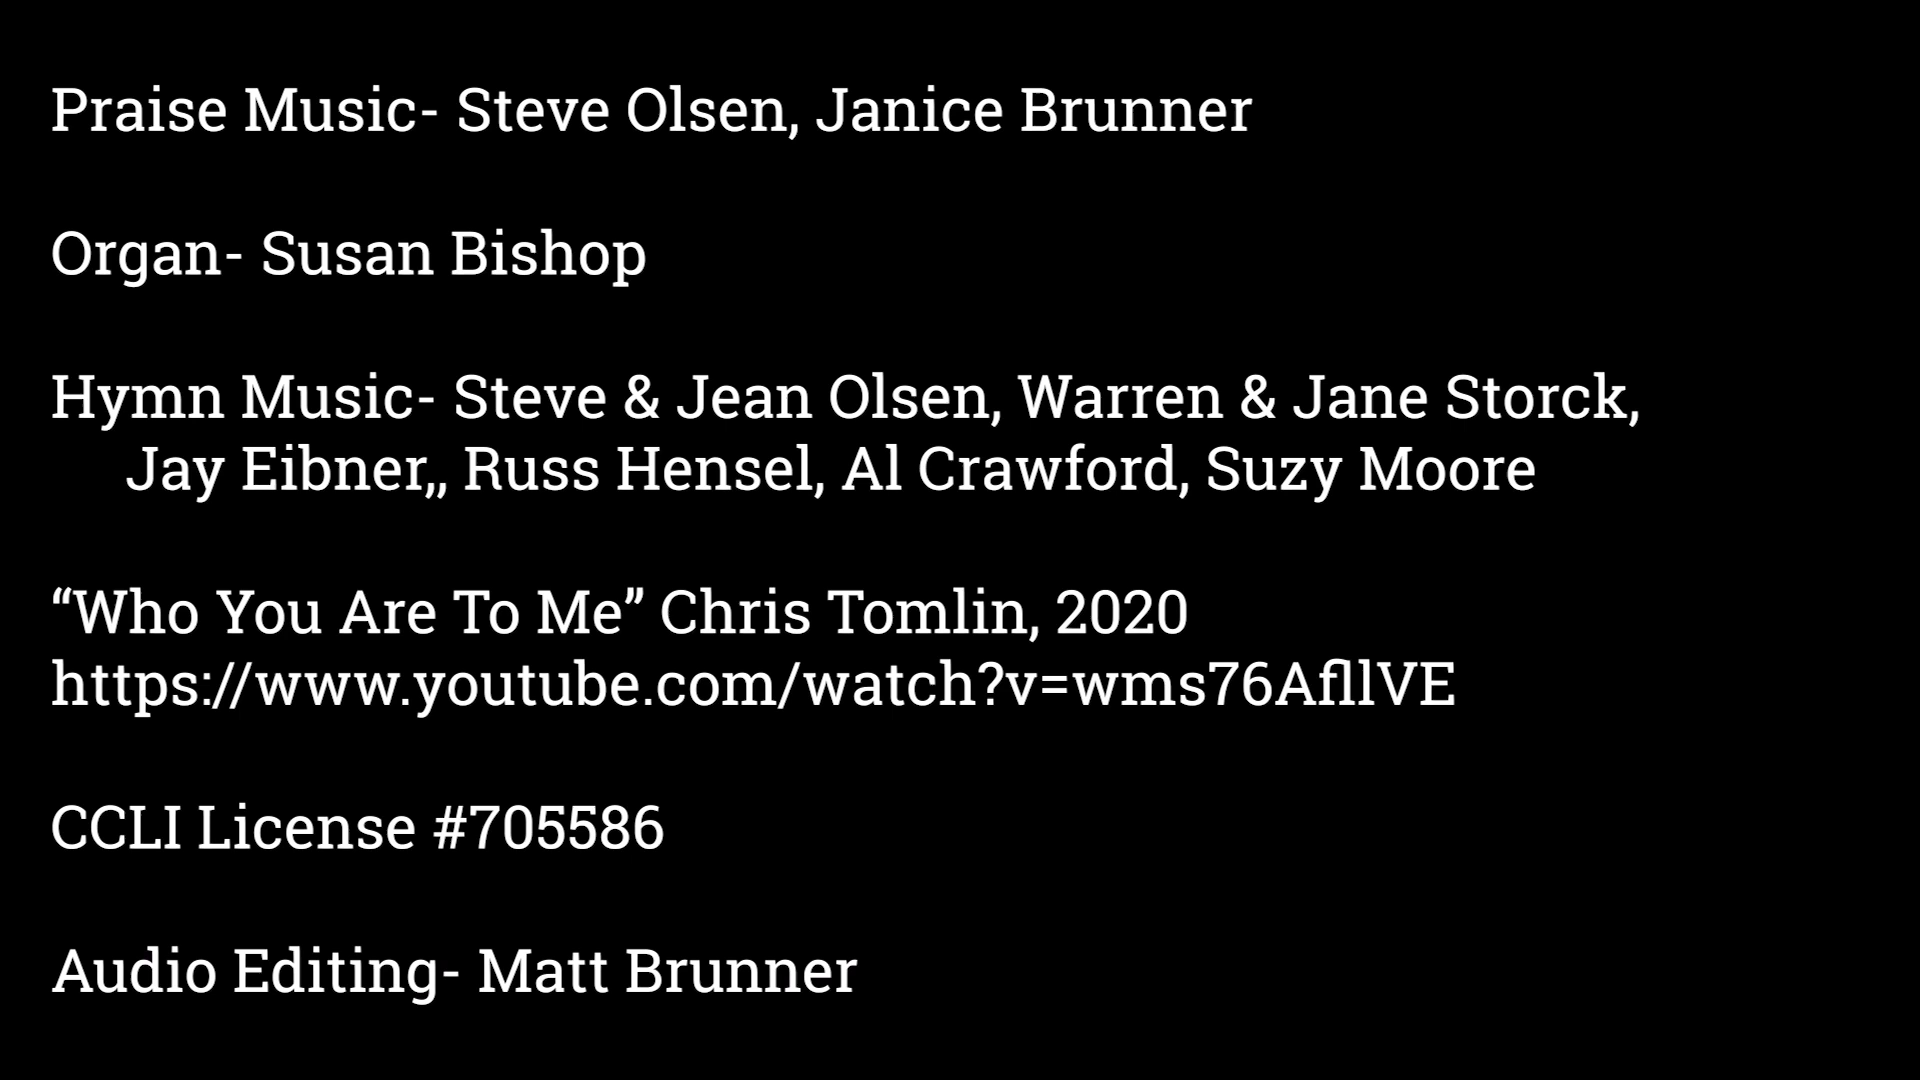 Praise Music- Steve Olsen, Janice Brunner
Organ- Susan Bishop
Hymn Music- Steve & Jean Olsen, Warren & Jane Storck,
Jay Eibner,, Russ Hensel, Al Crawford, Suzy Moore
“Who You Are To Me” Chris Tomlin, 2020
https://www.youtube.com/watch?v=wms76AfllVE
CCLI License #705586
Audio Editing- Matt Brunner